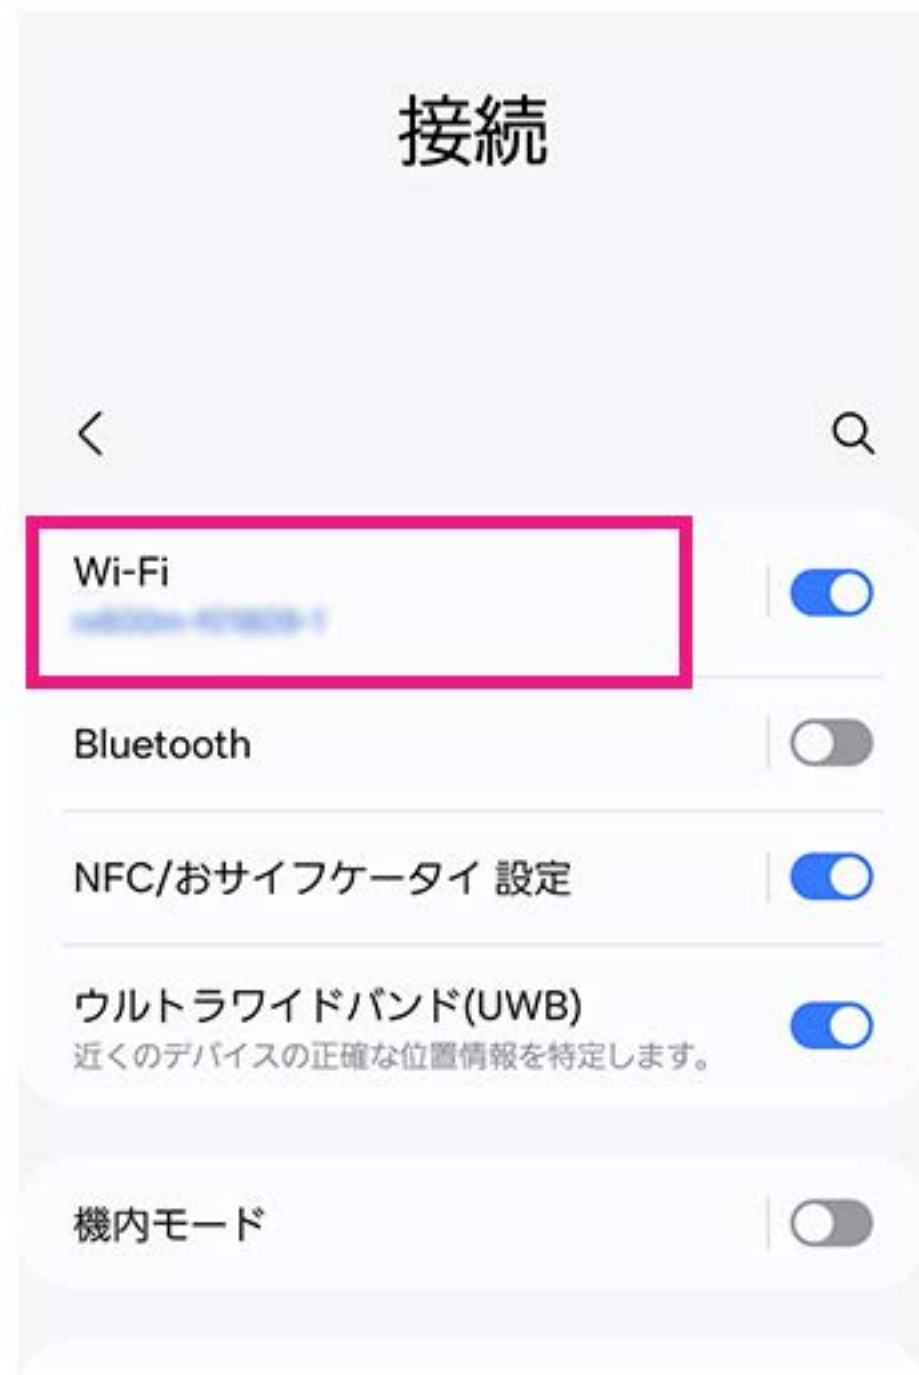 接続
Wi-Fi
Bluetooth
NFC/おサイフケータイ 設定
ウルトラワイドバンド(UWB)
近くのデバイスの正確な位置情報を特定します。
機内モード